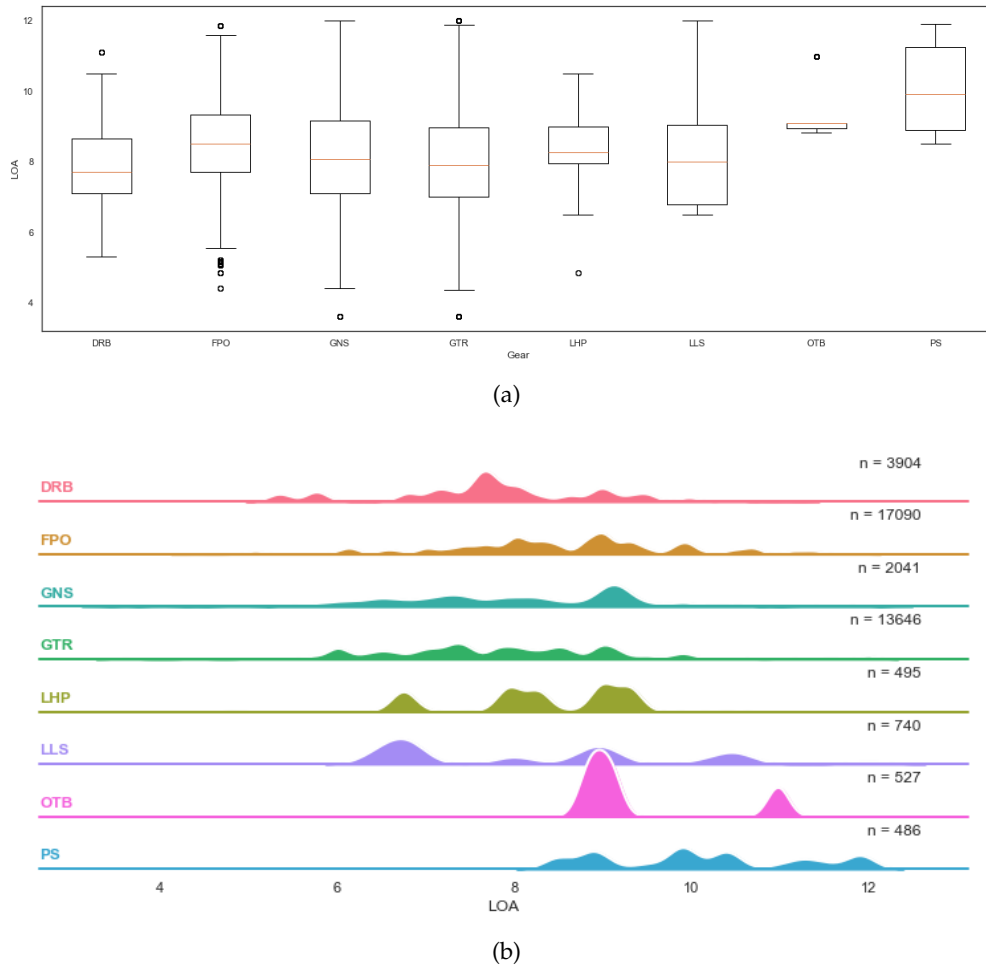 12
10
8
6
4
LOA
DRB FPO GNS GTR LHP LLS OTB PS
Gear
(a)
n = 3904
DRB
n = 17090
FPO
n = 2041
GNS
n = 13646
GTR
n = 495
LHP
n = 740
LLS
n = 527
OTB
n = 486
PS
4 6 8 10 12
LOA
(b)